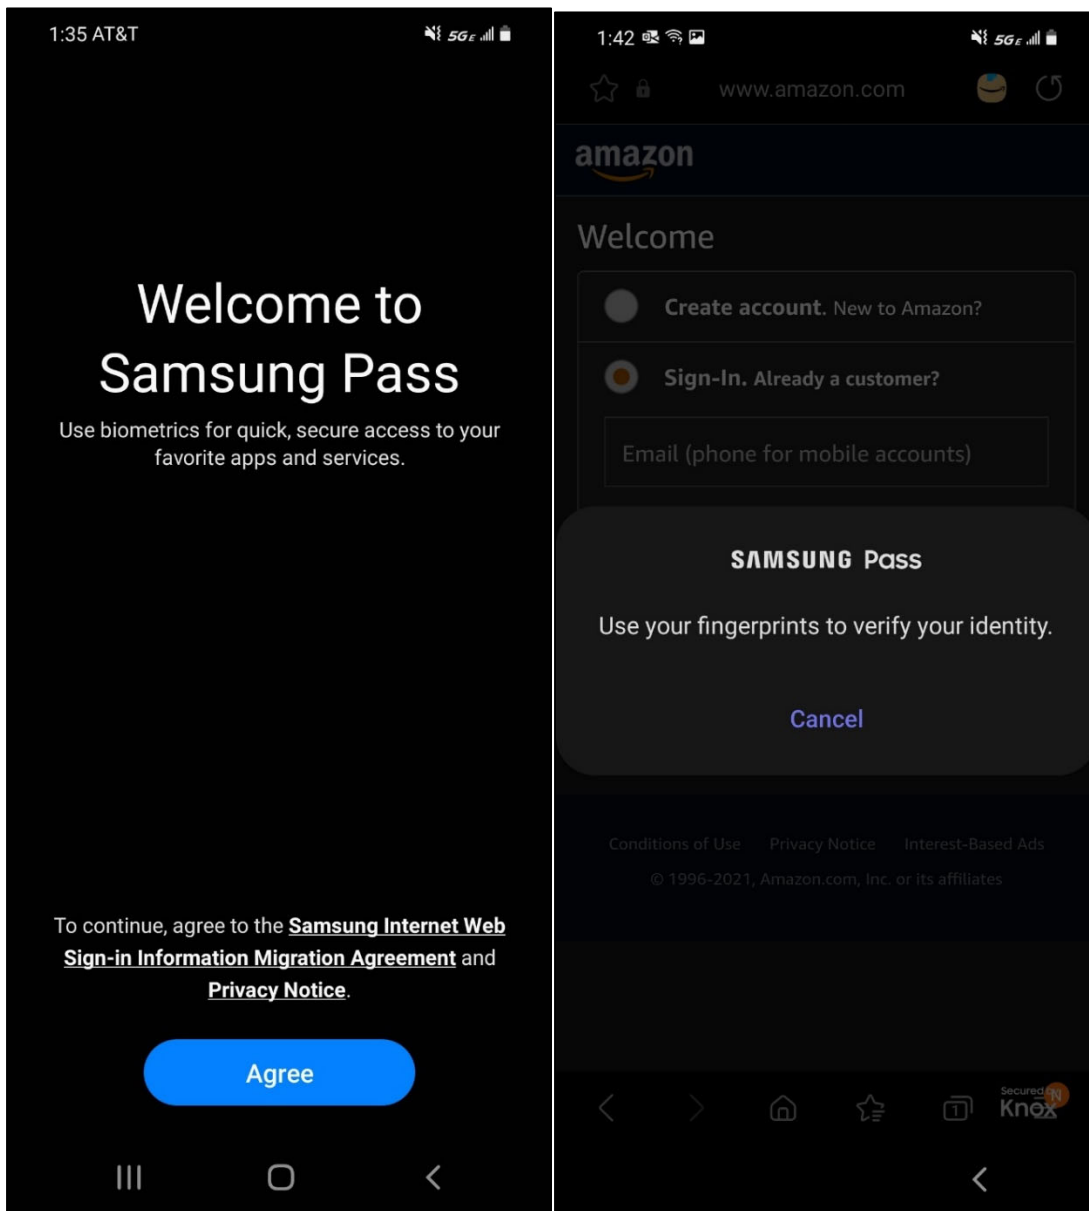 1:35 AT&T
5GE
Welcome to
Samsung Pass
Use biometrics for quick, secure access to your
favorite apps and services.
To continue, agree to the Samsung Internet Web
Sign-in Information Migration Agreement and
Privacy Notice.
Agree
1:42
5GE
www.amazon.com
amazon
Welcome
Create account. New to Amazon?
Sign-In. Already a customer?
Email (phone for mobile accounts)
SAMSUNG Pass
Use your fingerprints to verify your identity.
Cancel
Conditions of Use Privacy Notice Interest-Based Ads
© 1996-2021, Amazon.com, Inc. or its affiliates
1
Secured by
N
Knox